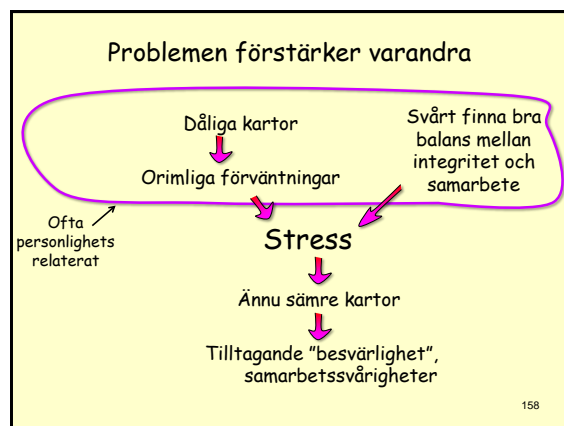 Problemen förstärker varandra
Dåliga kartor
Orimliga förväntningar
Svårt finna bra
balans mellan
integritet och
samarbete
Ofta
personlighets
relaterat
Stress
Ännu sämre kartor
Tilltagande ”besvärlighet”,
samarbetssvårigheter
158